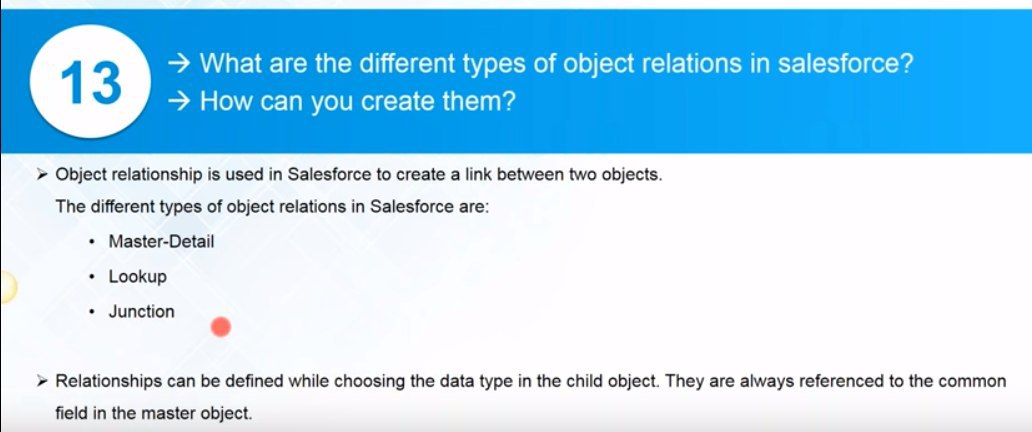 13
→ What are the different types of object relations in salesforce?
→ How can you create them?
➤ Object relationship is used in Salesforce to create a link between two objects.
The different types of object relations in Salesforce are:
• Master-Detail
• Lookup
• Junction
➤ Relationships can be defined while choosing the data type in the child object. They are always referenced to the common
field in the master object.